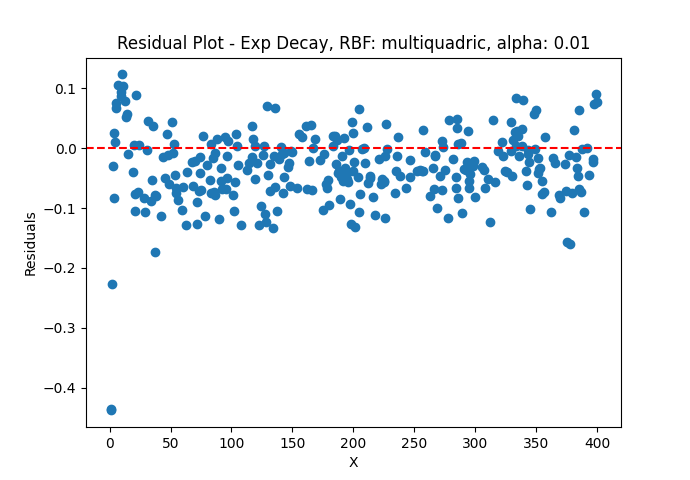 Residual Plot - Exp Decay, RBF: multiquadric, alpha: 0.01
0.1
0.0
−0.1
−0.2
−0.3
−0.4
Residuals
0 50 100 150 200 250 300 350 400
X